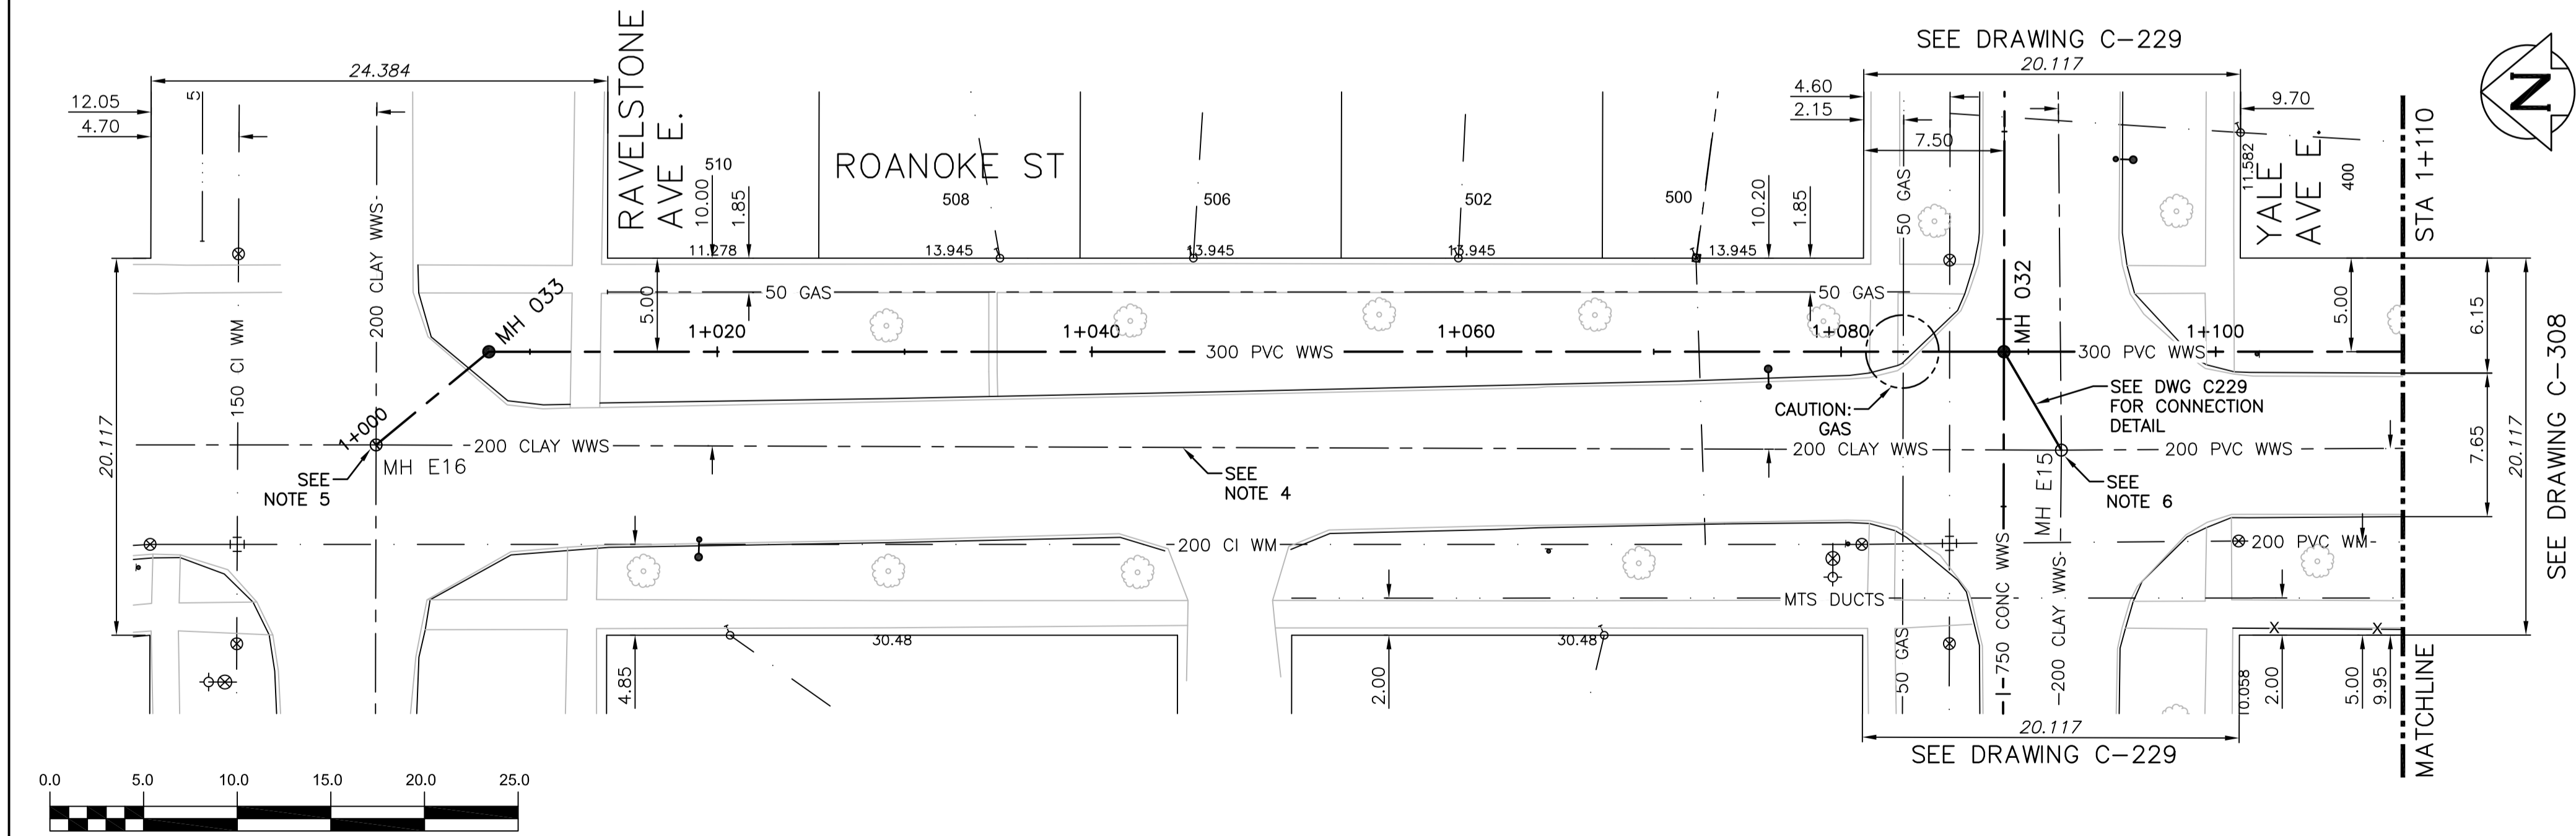 SEE DRAWING C-229
20.117
24.384
RAVELSTONE
AVE E.
12.05
4.70
5
4.60
2.15
7.50
9.70
N
ROANOKE ST
510
508
506
502
500
400
10.00
1.85
10.20
1.85
11.582
YALE
AVE E.
STA 1+110
11.278
13.945
13.945
13.945
13.945
200 CLAY WWS
150 CI WM
50 GAS
50 GAS
50 GAS
5.00
5.00
6.15
MH 033
MH 032
1+000
1+020
1+040
1+060
1+080
1+100
300 PVC WWS
300 PVC WWS
CAUTION:
GAS
SEE DWG C229
FOR CONNECTION
DETAIL
20.117
MH E16
SEE
NOTE 5
200 CLAY WWS
SEE
NOTE 4
200 CLAY WWS
MH E15
200 PVC WWS
SEE
NOTE 6
7.65
20.117
SEE DRAWING C-308
200 CI WM
200 PVC WM
MTS DUCTS
50 GAS
750 CONC WWS
200 CLAY WWS
X
X
4.85
30.48
2.00
30.48
10.058
2.00
5.00
9.95
MATCHLINE
20.117
SEE DRAWING C-229
0.0
5.0
10.0
15.0
20.0
25.0